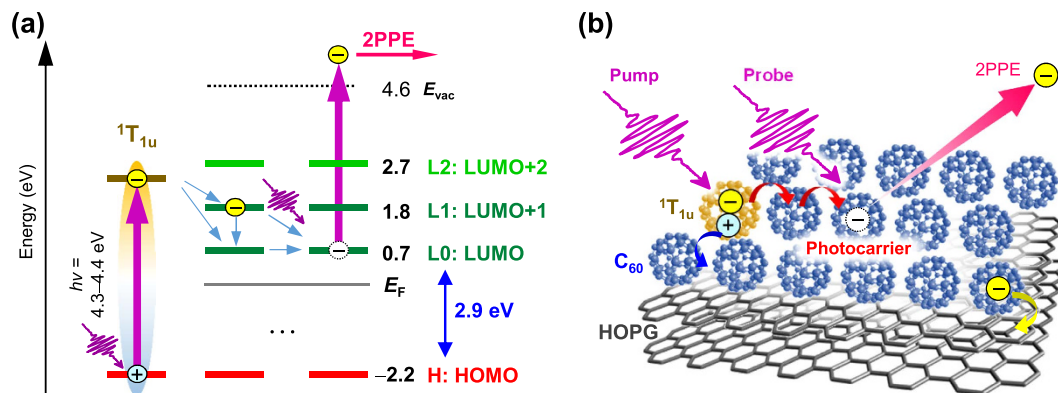 (a)
Energy (eV)
2PPE
4.6 Evac
¹T₁ᵤ
2.7 L2: LUMO+2
1.8 L1: LUMO+1
0.7 L0: LUMO
EF
hν =
4.3–4.4 eV
2.9 eV
...
−2.2 H: HOMO
(b)
Pump
Probe
2PPE
¹T₁ᵤ
Photocarrier
C₆₀
HOPG